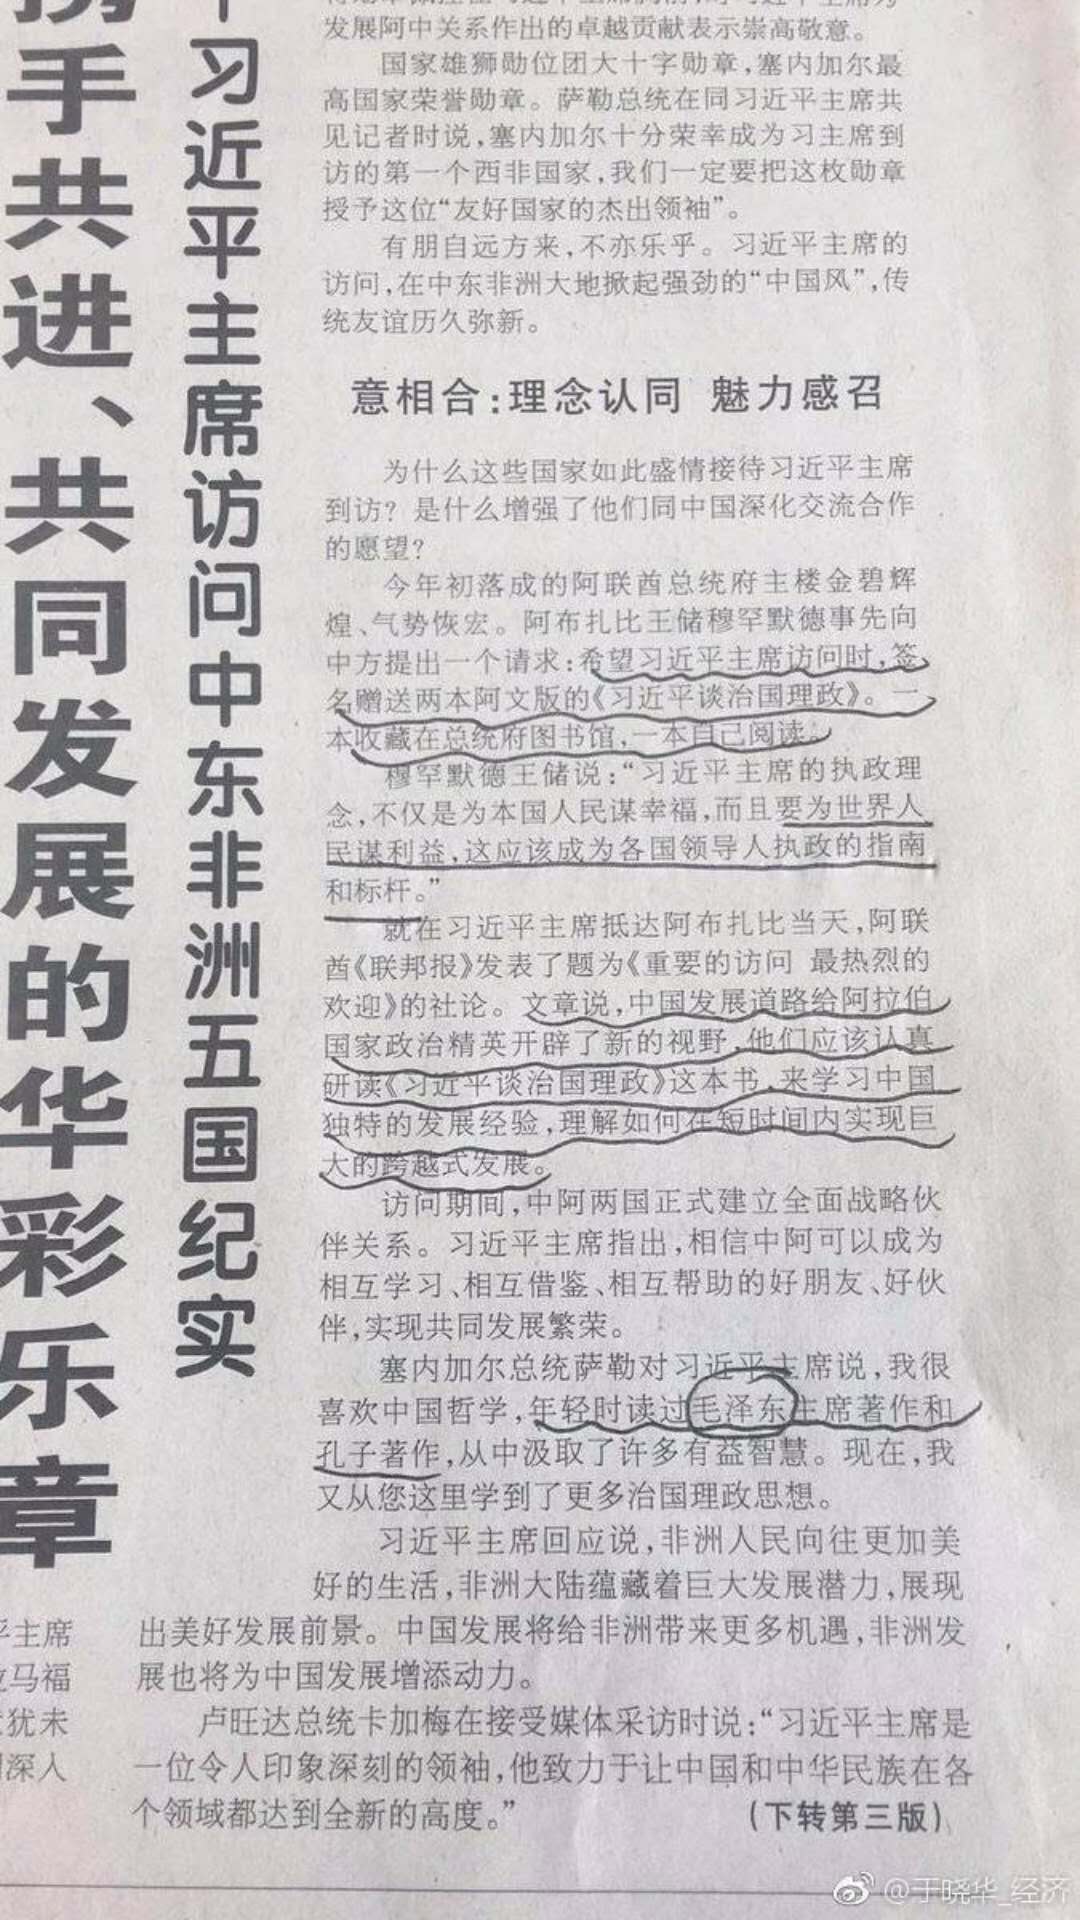 携手共进、共同发展的华彩乐章
习近平主席访问中东非洲五国纪实
发展阿中关系作出的卓越贡献表示崇高敬意。
国家雄狮勋位团大十字勋章，塞内加尔最
高国家荣誉勋章。萨勒总统在同习近平主席共
见记者时说，塞内加尔十分荣幸成为习主席到
访的第一个西非国家，我们一定要把这枚勋章
授予这位“友好国家的杰出领袖”。
有朋自远方来，不亦乐乎。习近平主席的
访问，在中东非洲大地掀起强劲的“中国风”，传
统友谊历久弥新。
意相合：理念认同 魅力感召
为什么这些国家如此盛情接待习近平主席
到访？是什么增强了他们同中国深化交流合作
的愿望？
今年初落成的阿联酋总统府主楼金碧辉
煌、气势恢宏。阿布扎比王储穆罕默德事先向
中方提出一个请求：希望习近平主席访问时，签
名赠送两本阿文版的《习近平谈治国理政》。一
本收藏在总统府图书馆，一本自己阅读。
穆罕默德王储说：“习近平主席的执政理
念，不仅是为本国人民谋幸福，而且要为世界人
民谋利益，这应该成为各国领导人执政的指南
和标杆。”
就在习近平主席抵达阿布扎比当天，阿联
酋《联邦报》发表了题为《重要的访问 最热烈的
欢迎》的社论。文章说，中国发展道路给阿拉伯
国家政治精英开辟了新的视野，他们应该认真
研读《习近平谈治国理政》这本书，来学习中国
独特的发展经验，理解如何在短时间内实现巨
大的跨越式发展。
访问期间，中阿两国正式建立全面战略伙
伴关系。习近平主席指出，相信中阿可以成为
相互学习、相互借鉴、相互帮助的好朋友、好伙
伴，实现共同发展繁荣。
塞内加尔总统萨勒对习近平主席说，我很
喜欢中国哲学，年轻时读过毛泽东主席著作和
孔子著作，从中汲取了许多有益智慧。现在，我
又从您这里学到了更多治国理政思想。
习近平主席回应说，非洲人民向往更加美
好的生活，非洲大陆蕴藏着巨大发展潜力，展现
出美好发展前景。中国发展将给非洲带来更多机遇，非洲发
展也将为中国发展增添动力。
卢旺达总统卡加梅在接受媒体采访时说：“习近平主席是
一位令人印象深刻的领袖，他致力于让中国和中华民族在各
个领域都达到全新的高度。”
（下转第三版）
平主席
拉马福
犹未
深人
@于晓华_经济